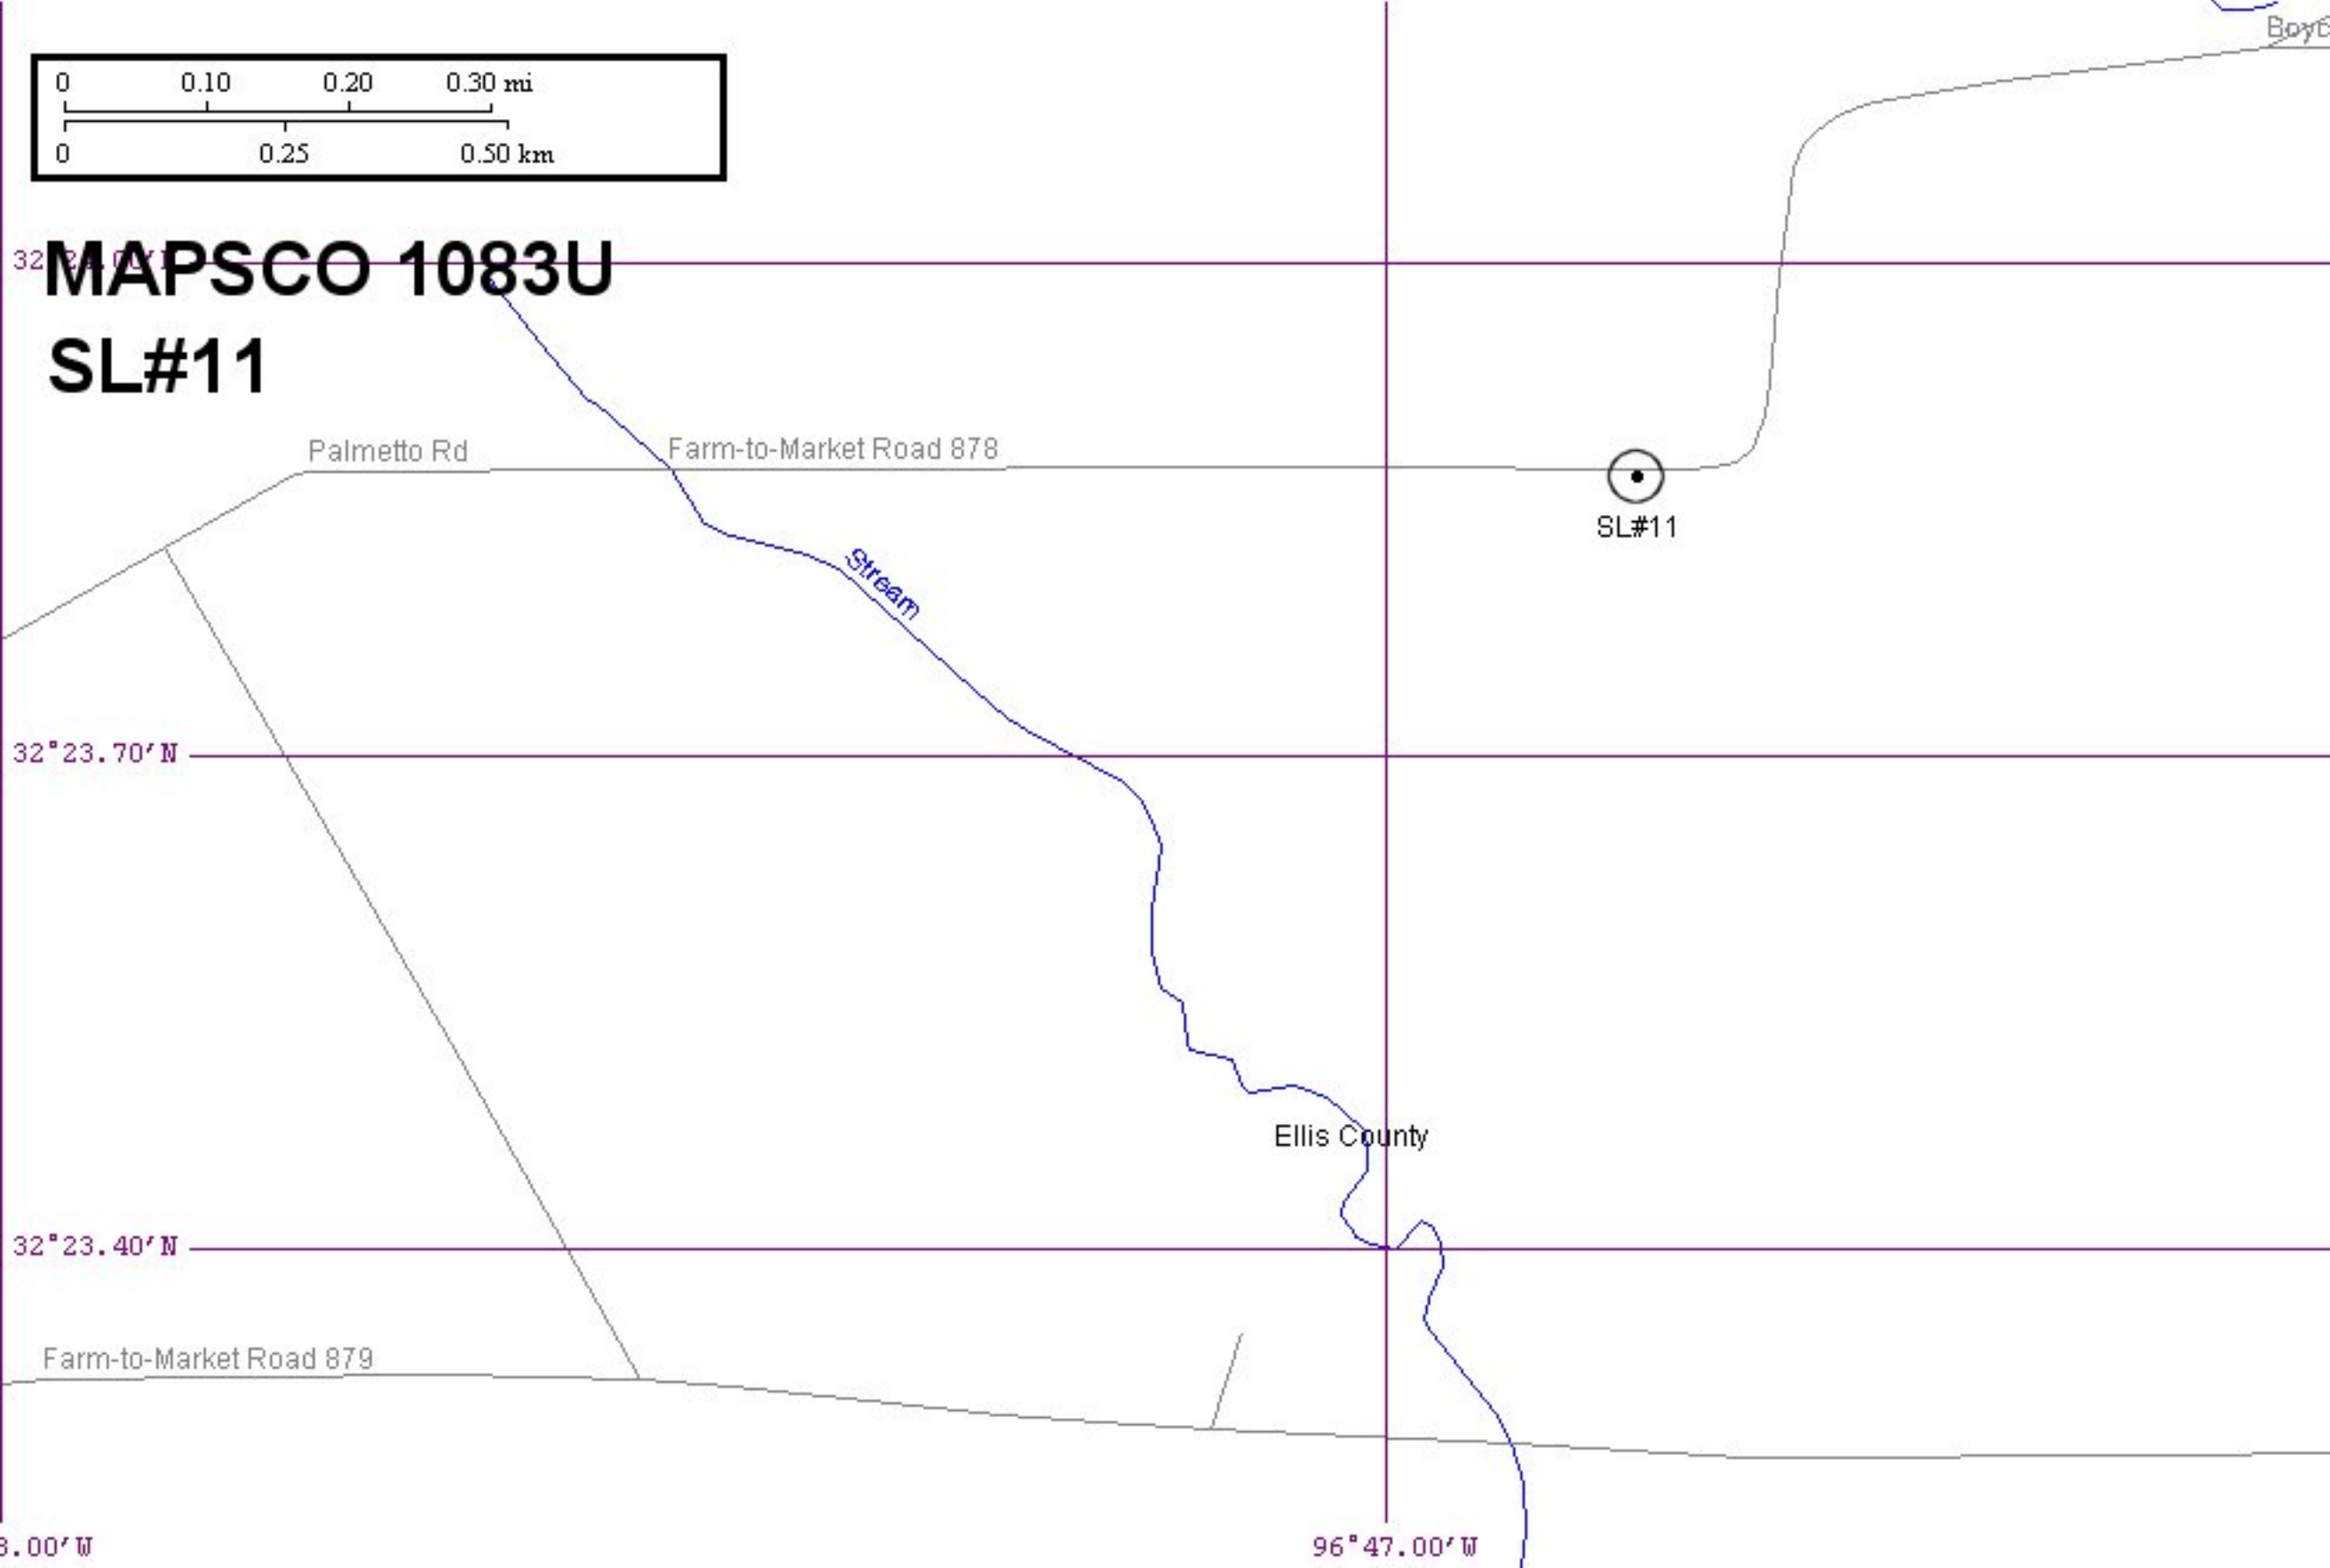 0 0.10 0.20 0.30 mi
0 0.25 0.50 km
MAPSCO 1083U
SL#11
Palmetto Rd
Farm-to-Market Road 878
SL#11
Stream
32°23.70'N
Ellis County
32°23.40'N
Farm-to-Market Road 879
8.00'W
96°47.00'W